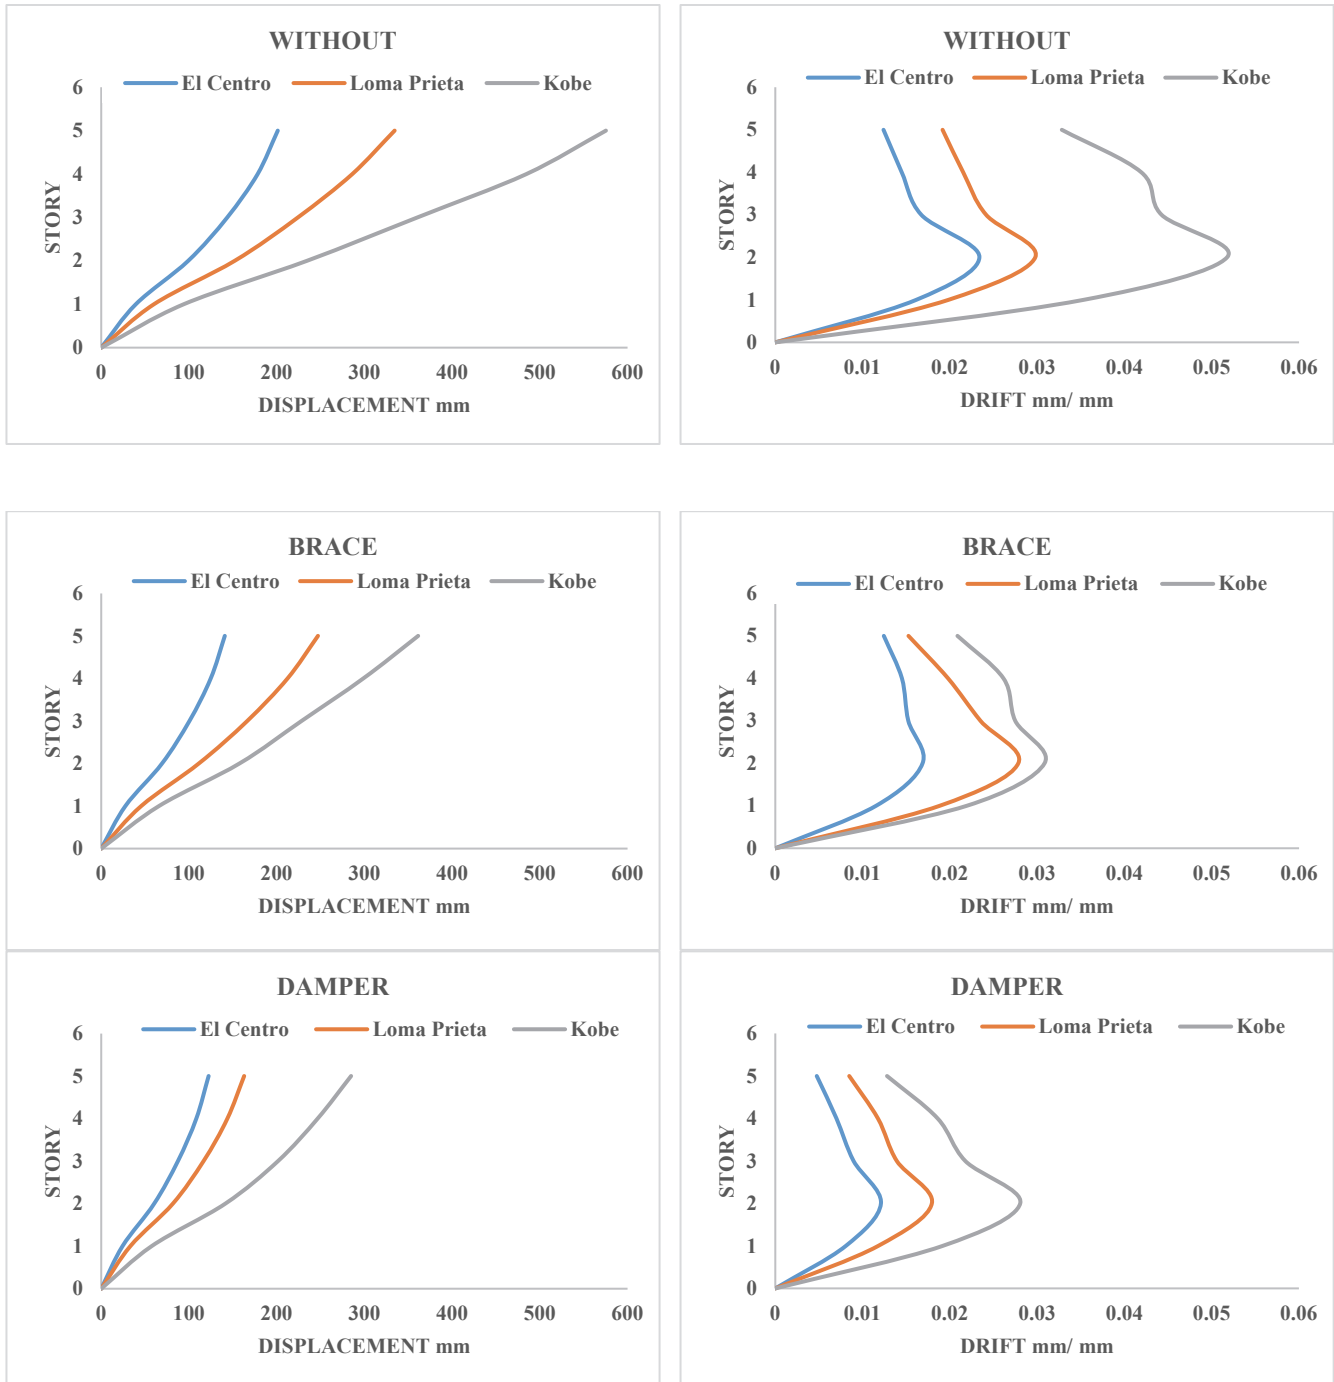 WITHOUT
El Centro Loma Prieta Kobe
6
5
4
3
2
1
0
STORY
0 100 200 300 400 500 600
DISPLACEMENT mm
WITHOUT
El Centro Loma Prieta Kobe
6
5
4
3
2
1
0
STORY
0 0.01 0.02 0.03 0.04 0.05 0.06
DRIFT mm/ mm
BRACE
El Centro Loma Prieta Kobe
6
5
4
3
2
1
0
STORY
0 100 200 300 400 500 600
DISPLACEMENT mm
BRACE
El Centro Loma Prieta Kobe
6
5
4
3
2
1
0
STORY
0 0.01 0.02 0.03 0.04 0.05 0.06
DRIFT mm/ mm
DAMPER
El Centro Loma Prieta Kobe
6
5
4
3
2
1
0
STORY
0 100 200 300 400 500 600
DISPLACEMENT mm
DAMPER
El Centro Loma Prieta Kobe
6
5
4
3
2
1
0
STORY
0 0.01 0.02 0.03 0.04 0.05 0.06
DRIFT mm/ mm